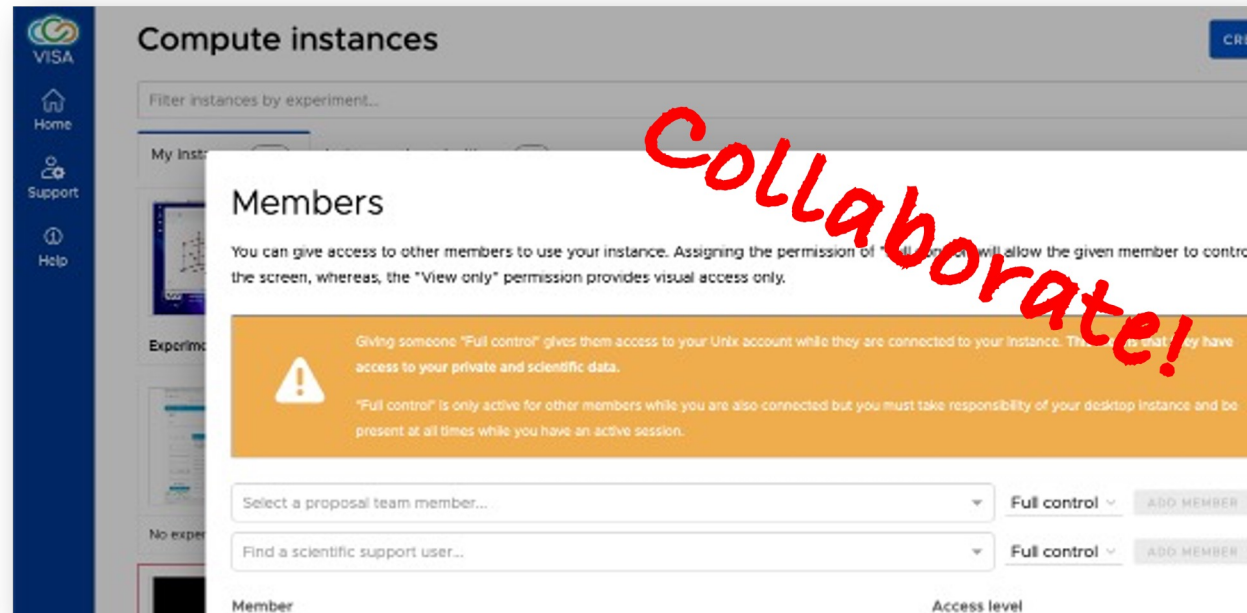 VISA
Home
Support
Help
Compute instances
CRE
Filter instances by experiment...
My Inst
Collaborate!
Members
You can give access to other members to use your instance. Assigning the permission of will allow the given member to contro
the screen, whereas, the "View only" permission provides visual access only.
Experime
Giving someone "Full control" gives them access to your Unix account while they are connected to your instance. they have
access to your private and scientific data.
"Full control" is only active for other members while you are also connected but you must take responsibility of your desktop instance and be
present at all times while you have an active session.
Select a proposal team member...
Full control
ADD MEMBER
No exper
Find a scientific support user...
Full control
ADD MEMBER
Member
Access level